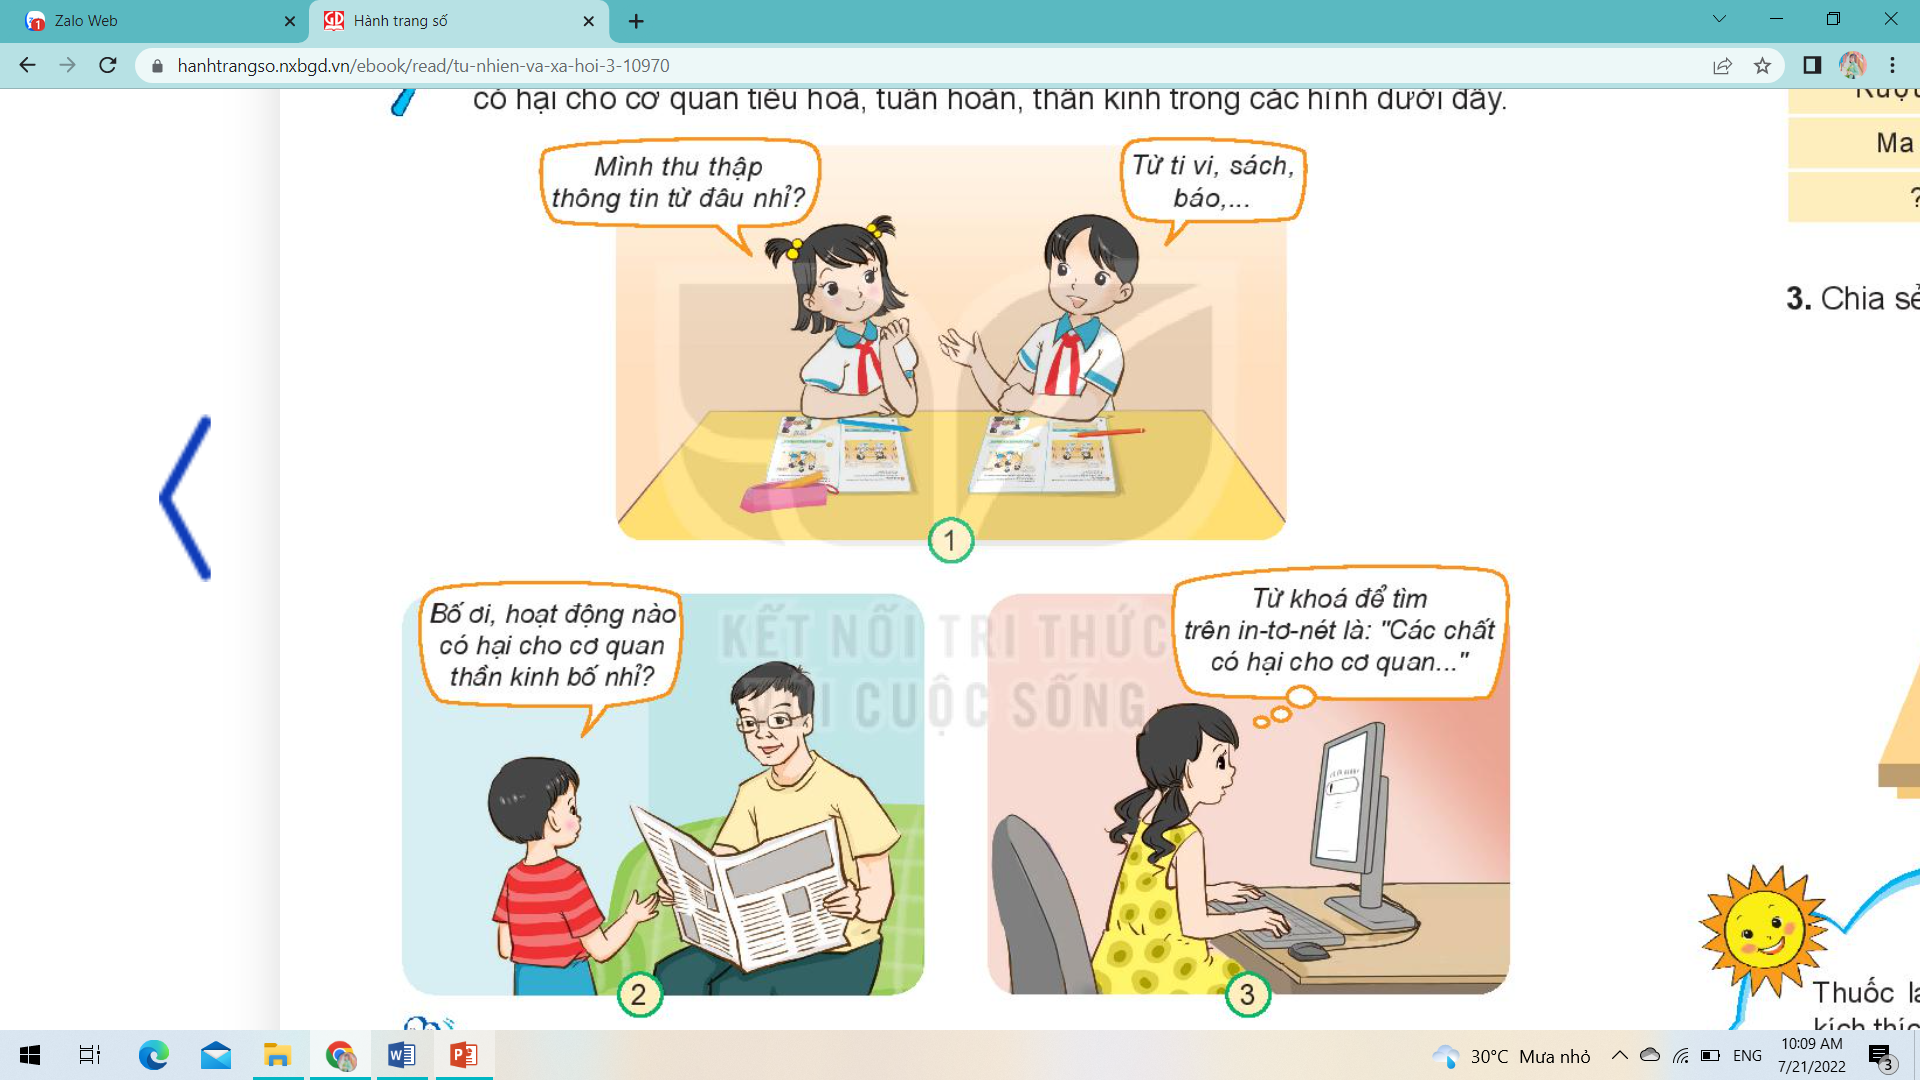 Zalo Web
Hành trang số
hanhtrangso.nxbgd.vn/ebook/read/tu-nhien-va-xa-hoi-3-10970
có hại cho cơ quan tiêu hoá, tuần hoàn, thần kinh trong các hình dưới đây.
Mình thu thập
thông tin từ đâu nhỉ?
Từ ti vi, sách,
báo,...
1
Bố ơi, hoạt động nào
có hại cho cơ quan
thần kinh bố nhỉ?
2
Từ khoá để tìm
trên in-tơ-nét là: "Các chất
có hại cho cơ quan..."
3
KẾT NỐI TRI THỨC
CUỘC SỐNG
Ma
?
3. Chia sẻ
Thuốc lá
kích thíc
30°C Mưa nhỏ
ENG
10:09 AM
7/21/2022
3